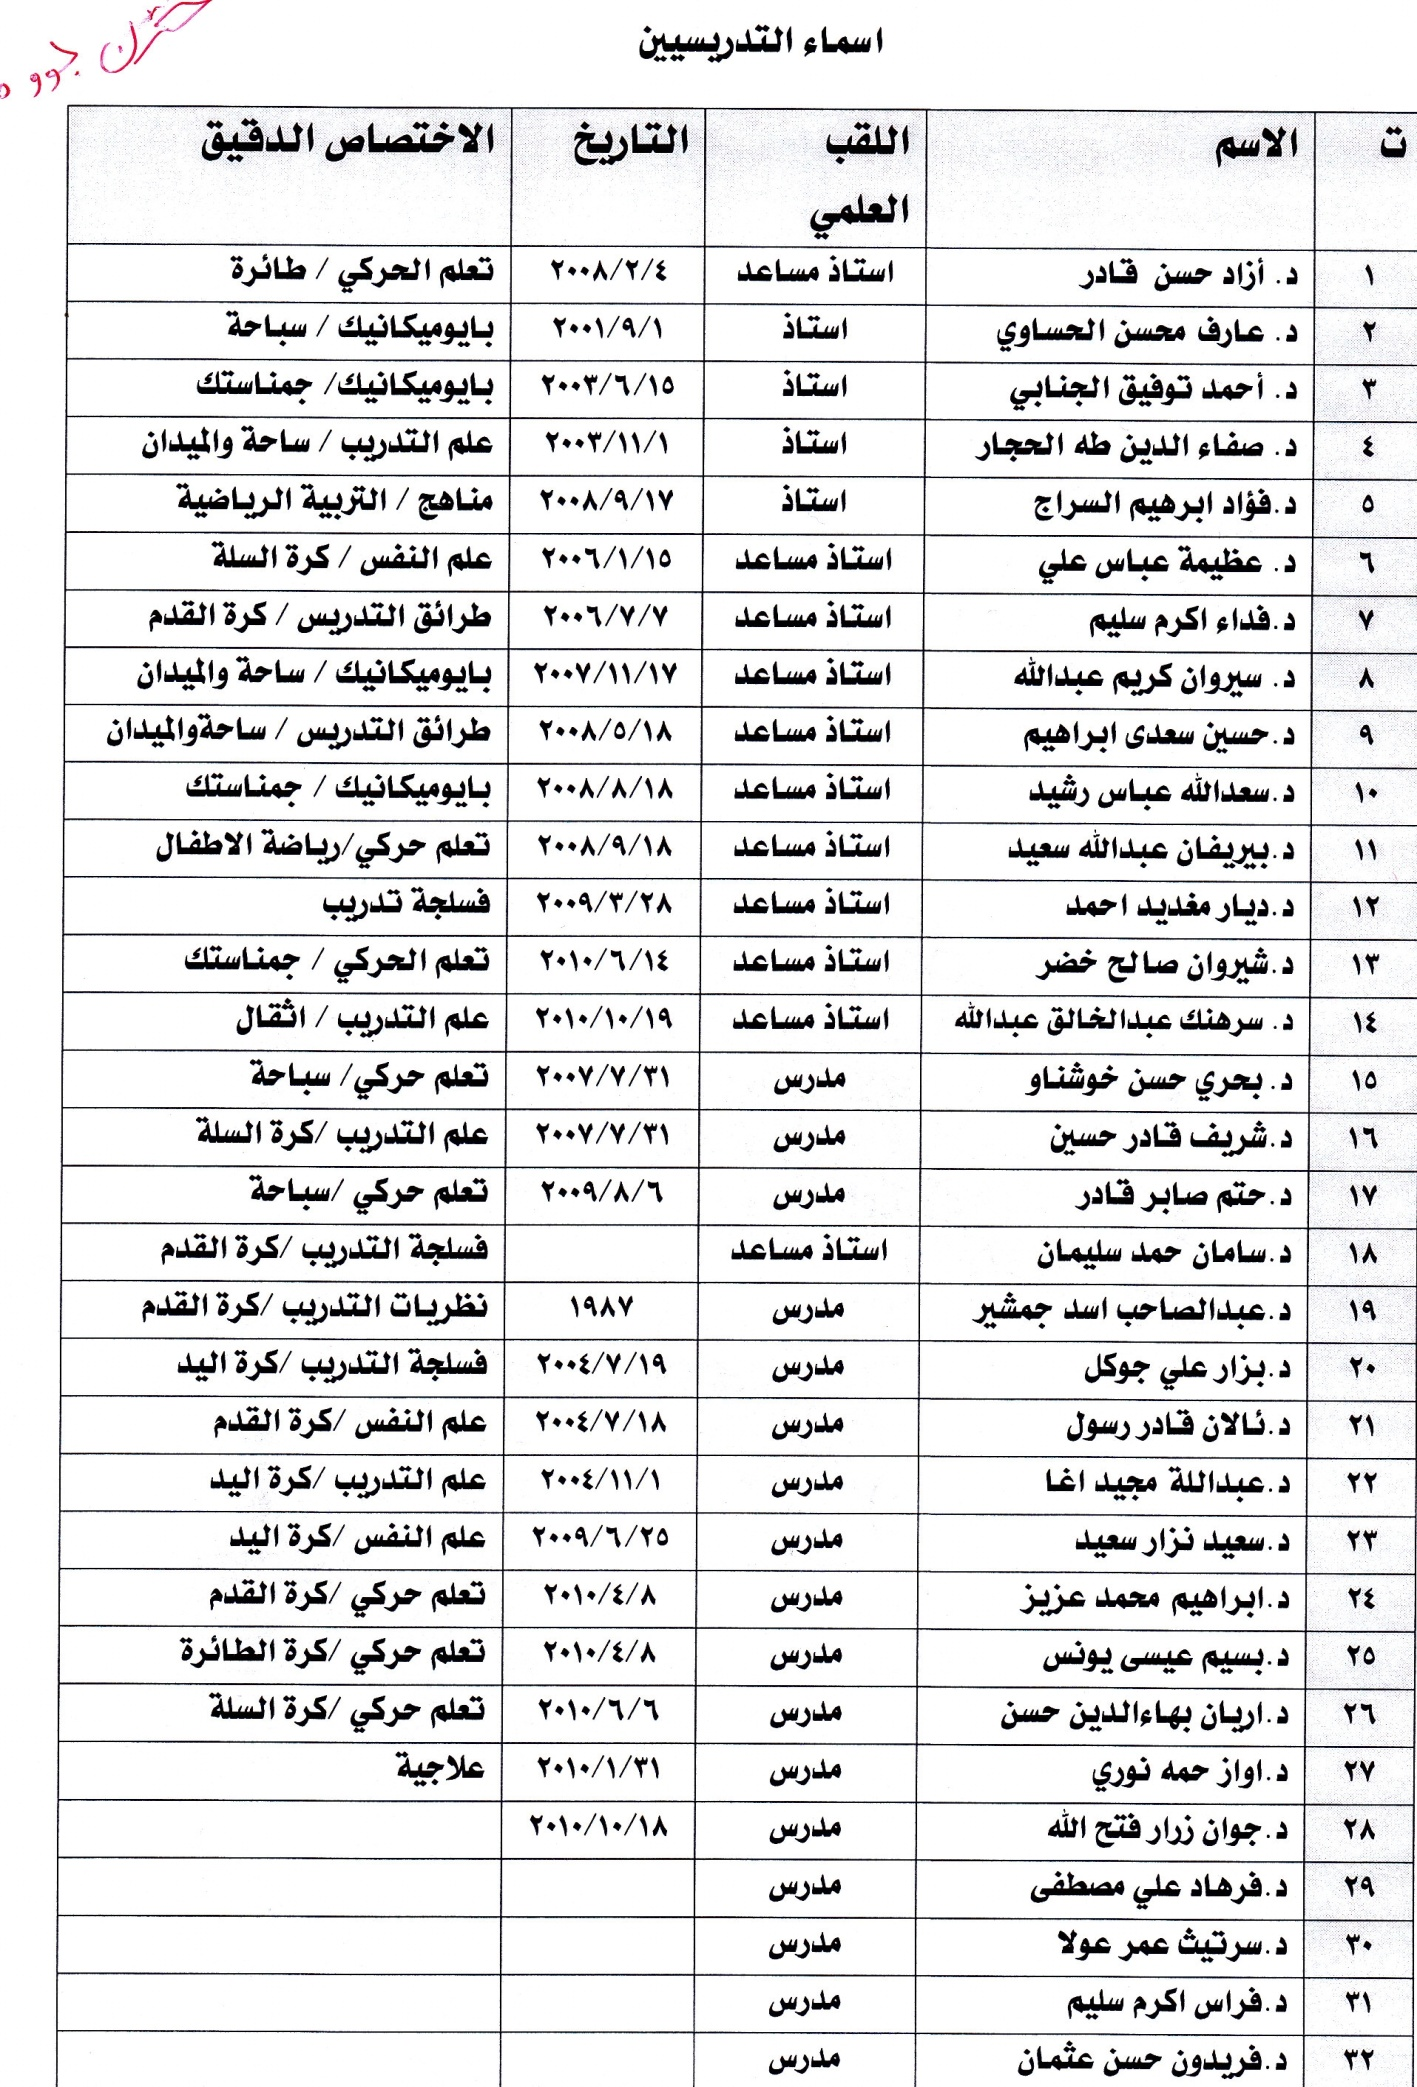 اسماء التدريسيين
ت الاسم اللقب العلمي التاريخ الاختصاص الدقيق
١ د. أزاد حسن قادر استاذ مساعد ٢٠٠٨/٢/٤ تعلم الحركي / طائرة
٢ د. عارف محسن الحساوي استاذ ٢٠٠١/٩/١ بايوميكانيك / سباحة
٣ د. أحمد توفيق الجنابي استاذ ٢٠٠٣/٦/١٥ بايوميكانيك/ جمناستك
٤ د. صفاء الدين طه الحجار استاذ ٢٠٠٣/١١/١ علم التدريب / ساحة والميدان
٥ د.فؤاد ابرهيم السراج استاذ ٢٠٠٨/٩/١٧ مناهج / التربية الرياضية
٦ د. عظيمة عباس علي استاذ مساعد ٢٠٠٦/١/١٥ علم النفس / كرة السلة
٧ د.فداء اكرم سليم استاذ مساعد ٢٠٠٦/٧/٧ طرائق التدريس / كرة القدم
٨ د. سيروان كريم عبدالله استاذ مساعد ٢٠٠٧/١١/١٧ بايوميكانيك / ساحة والميدان
٩ د.حسين سعدى ابراهيم استاذ مساعد ٢٠٠٨/٥/١٨ طرائق التدريس / ساحةوالميدان
١٠ د.سعدالله عباس رشيد استاذ مساعد ٢٠٠٨/٨/١٨ بايوميكانيك / جمناستك
١١ د.بيريفان عبدالله سعيد استاذ مساعد ٢٠٠٨/٩/١٨ تعلم حركي/رياضة الاطفال
١٢ د.ديار مغديد احمد استاذ مساعد ٢٠٠٩/٣/٢٨ فسلجة تدريب
١٣ د.شيروان صالح خضر استاذ مساعد ٢٠١٠/٦/١٤ تعلم الحركي / جمناستك
١٤ د. سرهنك عبدالخالق عبدالله استاذ مساعد ٢٠١٠/١٠/١٩ علم التدريب / اثقال
١٥ د. بحري حسن خوشناو مدرس ٢٠٠٧/٧/٣١ تعلم حركي/ سباحة
١٦ د.شريف قادر حسين مدرس ٢٠٠٧/٧/٣١ علم التدريب /كرة السلة
١٧ د.حتم صابر قادر مدرس ٢٠٠٩/٨/٦ تعلم حركي /سباحة
١٨ د.سامان حمد سليمان استاذ مساعد فسلجة التدريب /كرة القدم
١٩ د.عبدالصاحب اسد جمشير مدرس ١٩٨٧ نظريات التدريب /كرة القدم
٢٠ د.بزار علي جوكل مدرس ٢٠٠٤/٧/١٩ فسلجة التدريب /كرة اليد
٢١ د.ئالان قادر رسول مدرس ٢٠٠٤/٧/١٨ علم النفس /كرة القدم
٢٢ د.عبداللة مجيد اغا مدرس ٢٠٠٤/١١/١ علم التدريب /كرة اليد
٢٣ د.سعيد نزار سعيد مدرس ٢٠٠٩/٦/٢٥ علم النفس /كرة اليد
٢٤ د.ابراهيم محمد عزيز مدرس ٢٠١٠/٤/٨ تعلم حركي /كرة القدم
٢٥ د.بسيم عيسى يونس مدرس ٢٠١٠/٤/٨ تعلم حركي /كرة الطائرة
٢٦ د.اريان بهاءالدين حسن مدرس ٢٠١٠/٦/٦ تعلم حركي /كرة السلة
٢٧ د.اواز حمه نوري مدرس ٢٠١٠/١/٣١ علاجية
٢٨ د.جوان زرار فتح الله مدرس ٢٠١٠/١٠/١٨
٢٩ د.فرهاد علي مصطفى مدرس
٣٠ د.سرتيث عمر عولا مدرس
٣١ د.فراس اكرم سليم مدرس
٣٢ د.فريدون حسن عثمان مدرس